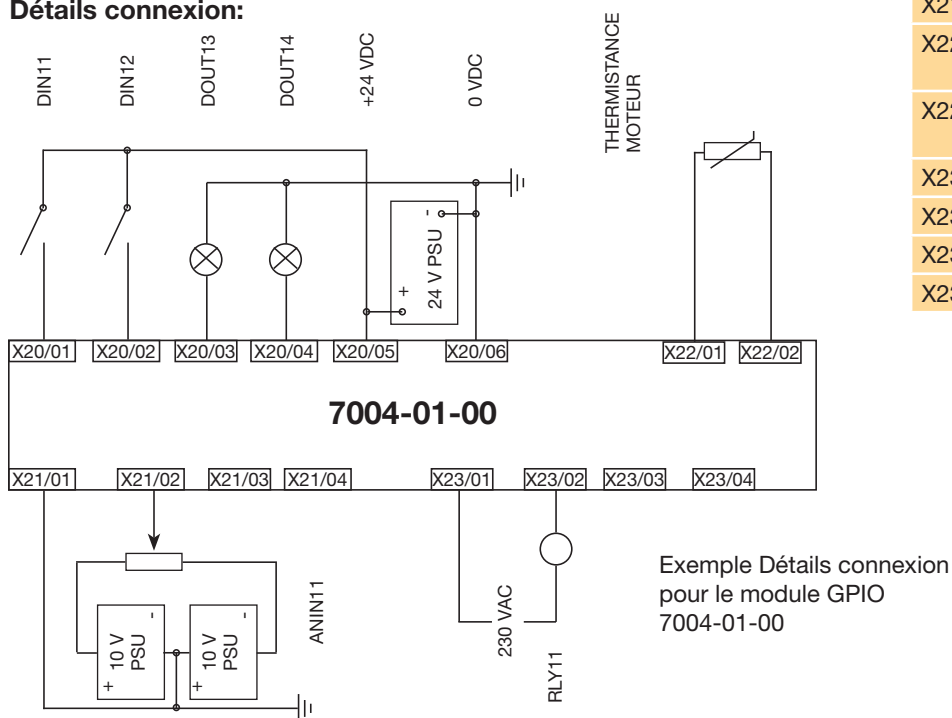 Détails connexion:
DIN11
DIN12
DOUT13
DOUT14
+24 VDC
0 VDC
THERMISTANCE
MOTEUR
- 
24 V PSU
+
X20/01
X20/02
X20/03
X20/04
X20/05
X20/06
X22/01
X22/02
7004-01-00
X21/01
X21/02
X21/03
X21/04
X23/01
X23/02
X23/03
X23/04
+ 10 V -
PSU
+ 10 V -
PSU
ANIN11
230 VAC
RLY11
Exemple Détails connexion
pour le module GPIO
7004-01-00